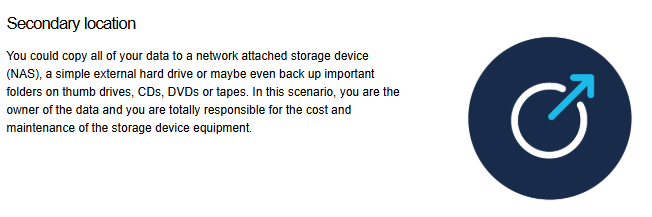 Secondary location
You could copy all of your data to a network attached storage device
(NAS), a simple external hard drive or maybe even back up important
folders on thumb drives, CDs, DVDs or tapes. In this scenario, you are the
owner of the data and you are totally responsible for the cost and
maintenance of the storage device equipment.